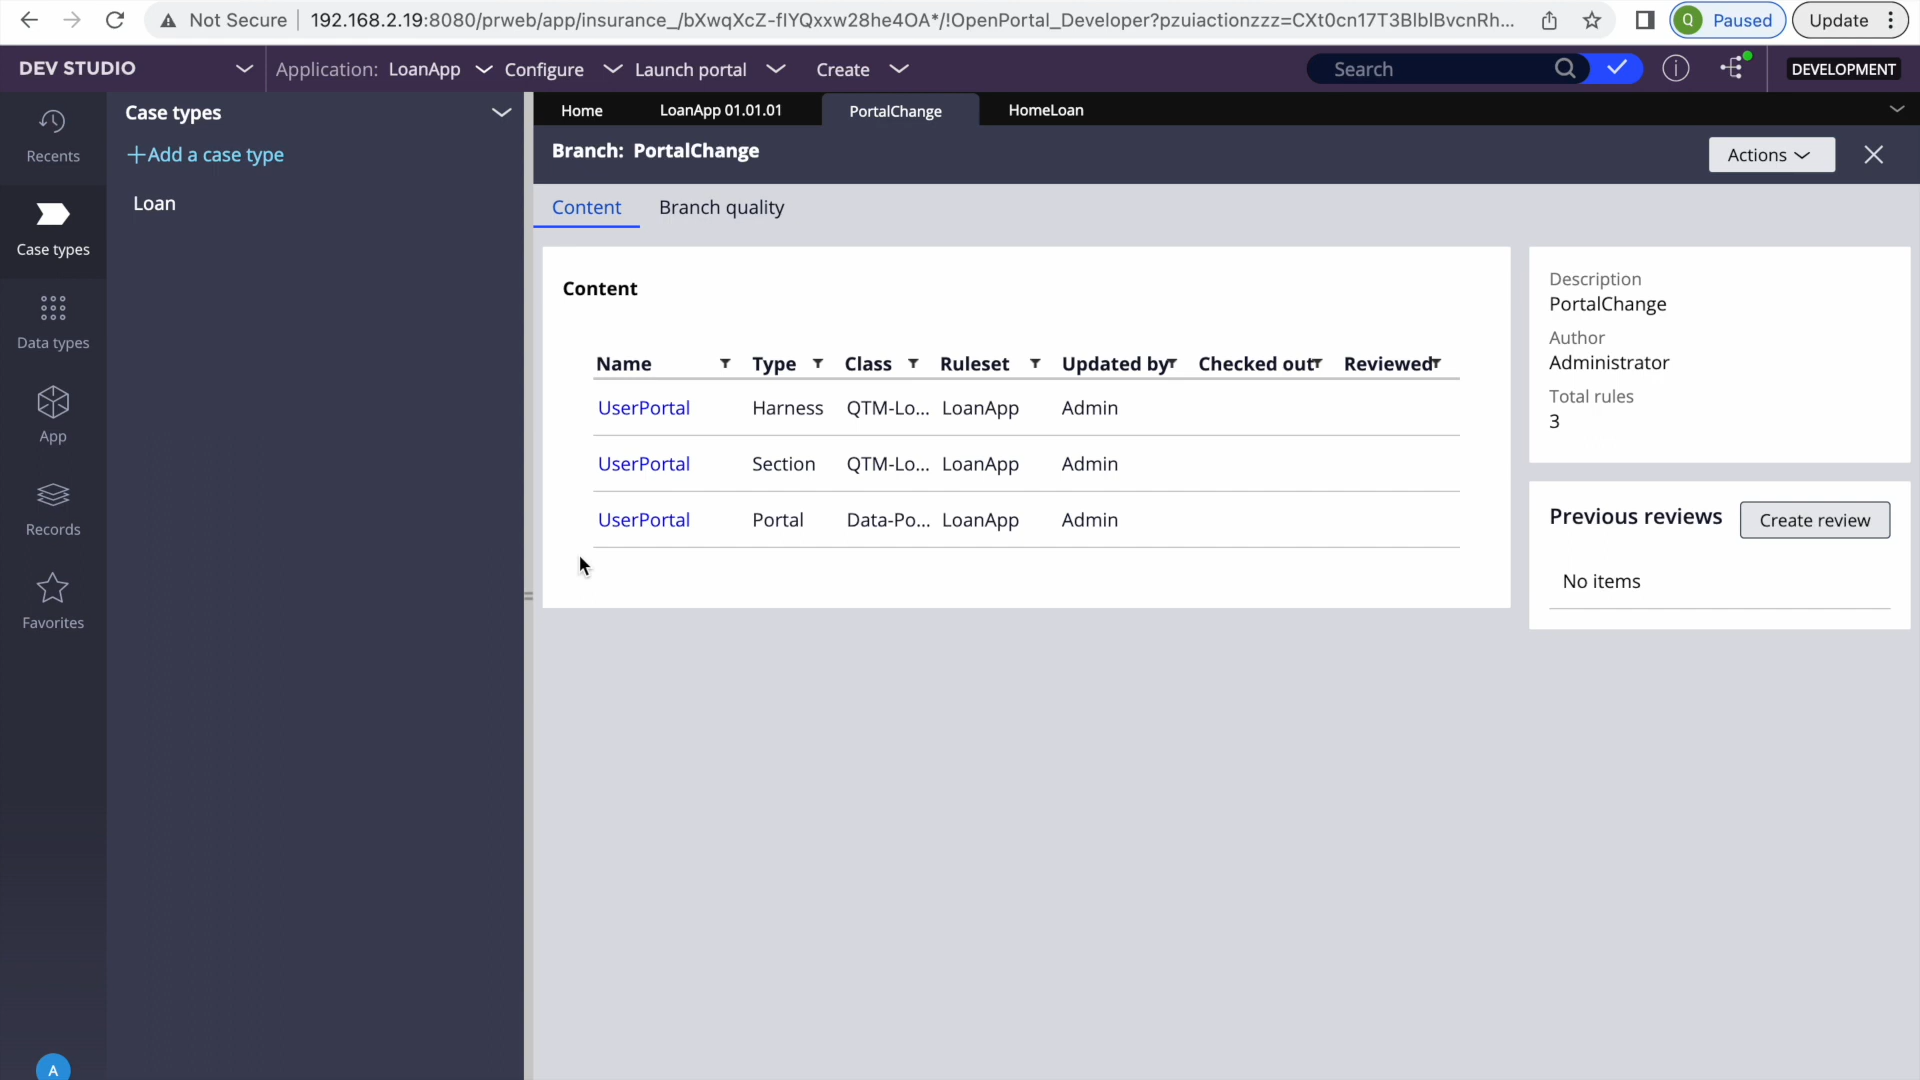 Not Secure
192.168.2.19:8080/prweb/app/insurance_/bXwqXcZ-fIYQxxw28he4OA*/!OpenPortal_Developer?pzuiactionzzz=CXt0cn17T3BlblBvcnRh...
Q Paused
Update
DEV STUDIO
Application: LoanApp
Configure
Launch portal
Create
Search
DEVELOPMENT
Recents
Case types
Data types
App
Records
Favorites
A
Case types
+Add a case type
Loan
Home
LoanApp 01.01.01
PortalChange
HomeLoan
Branch: PortalChange
Actions
Content
Branch quality
Content
Name Type Class Ruleset Updated by Checked out Reviewed
UserPortal Harness QTM-Lo... LoanApp Admin
UserPortal Section QTM-Lo... LoanApp Admin
UserPortal Portal Data-Po... LoanApp Admin
Description
PortalChange
Author
Administrator
Total rules
3
Previous reviews
Create review
No items